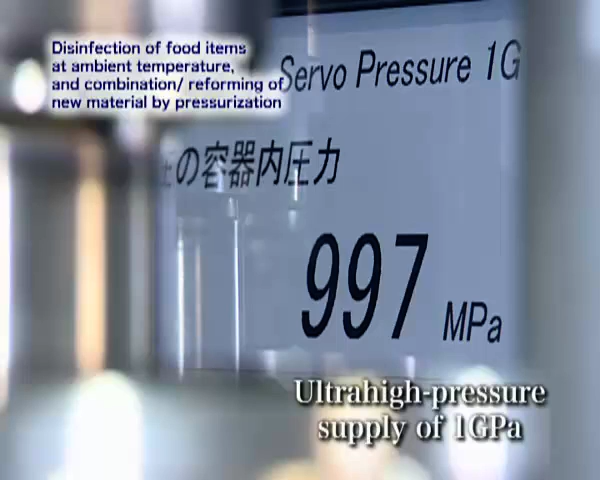 Disinfection of food items
at ambient temperature,
and combination/ reforming of
new material by pressurization
Servo Pressure 1G
の容器内圧力
997 MPa
Ultrahigh-pressure
supply of 1GPa